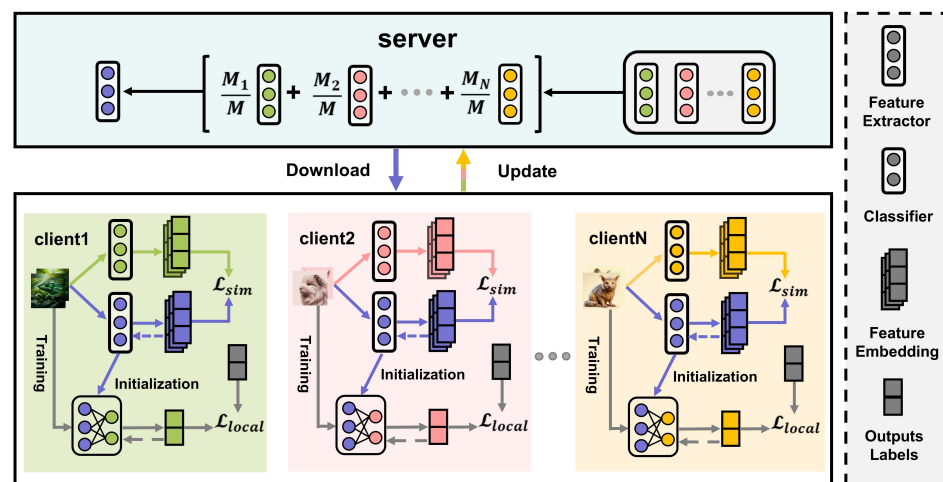 server
M_1/M + M_2/M + ... + M_N/M
Download
Update
client1
L_sim
Training
Initialization
L_local
client2
L_sim
Training
Initialization
L_local
clientN
L_sim
Training
Initialization
L_local
Feature
Extractor
Classifier
Feature
Embedding
Outputs
Labels